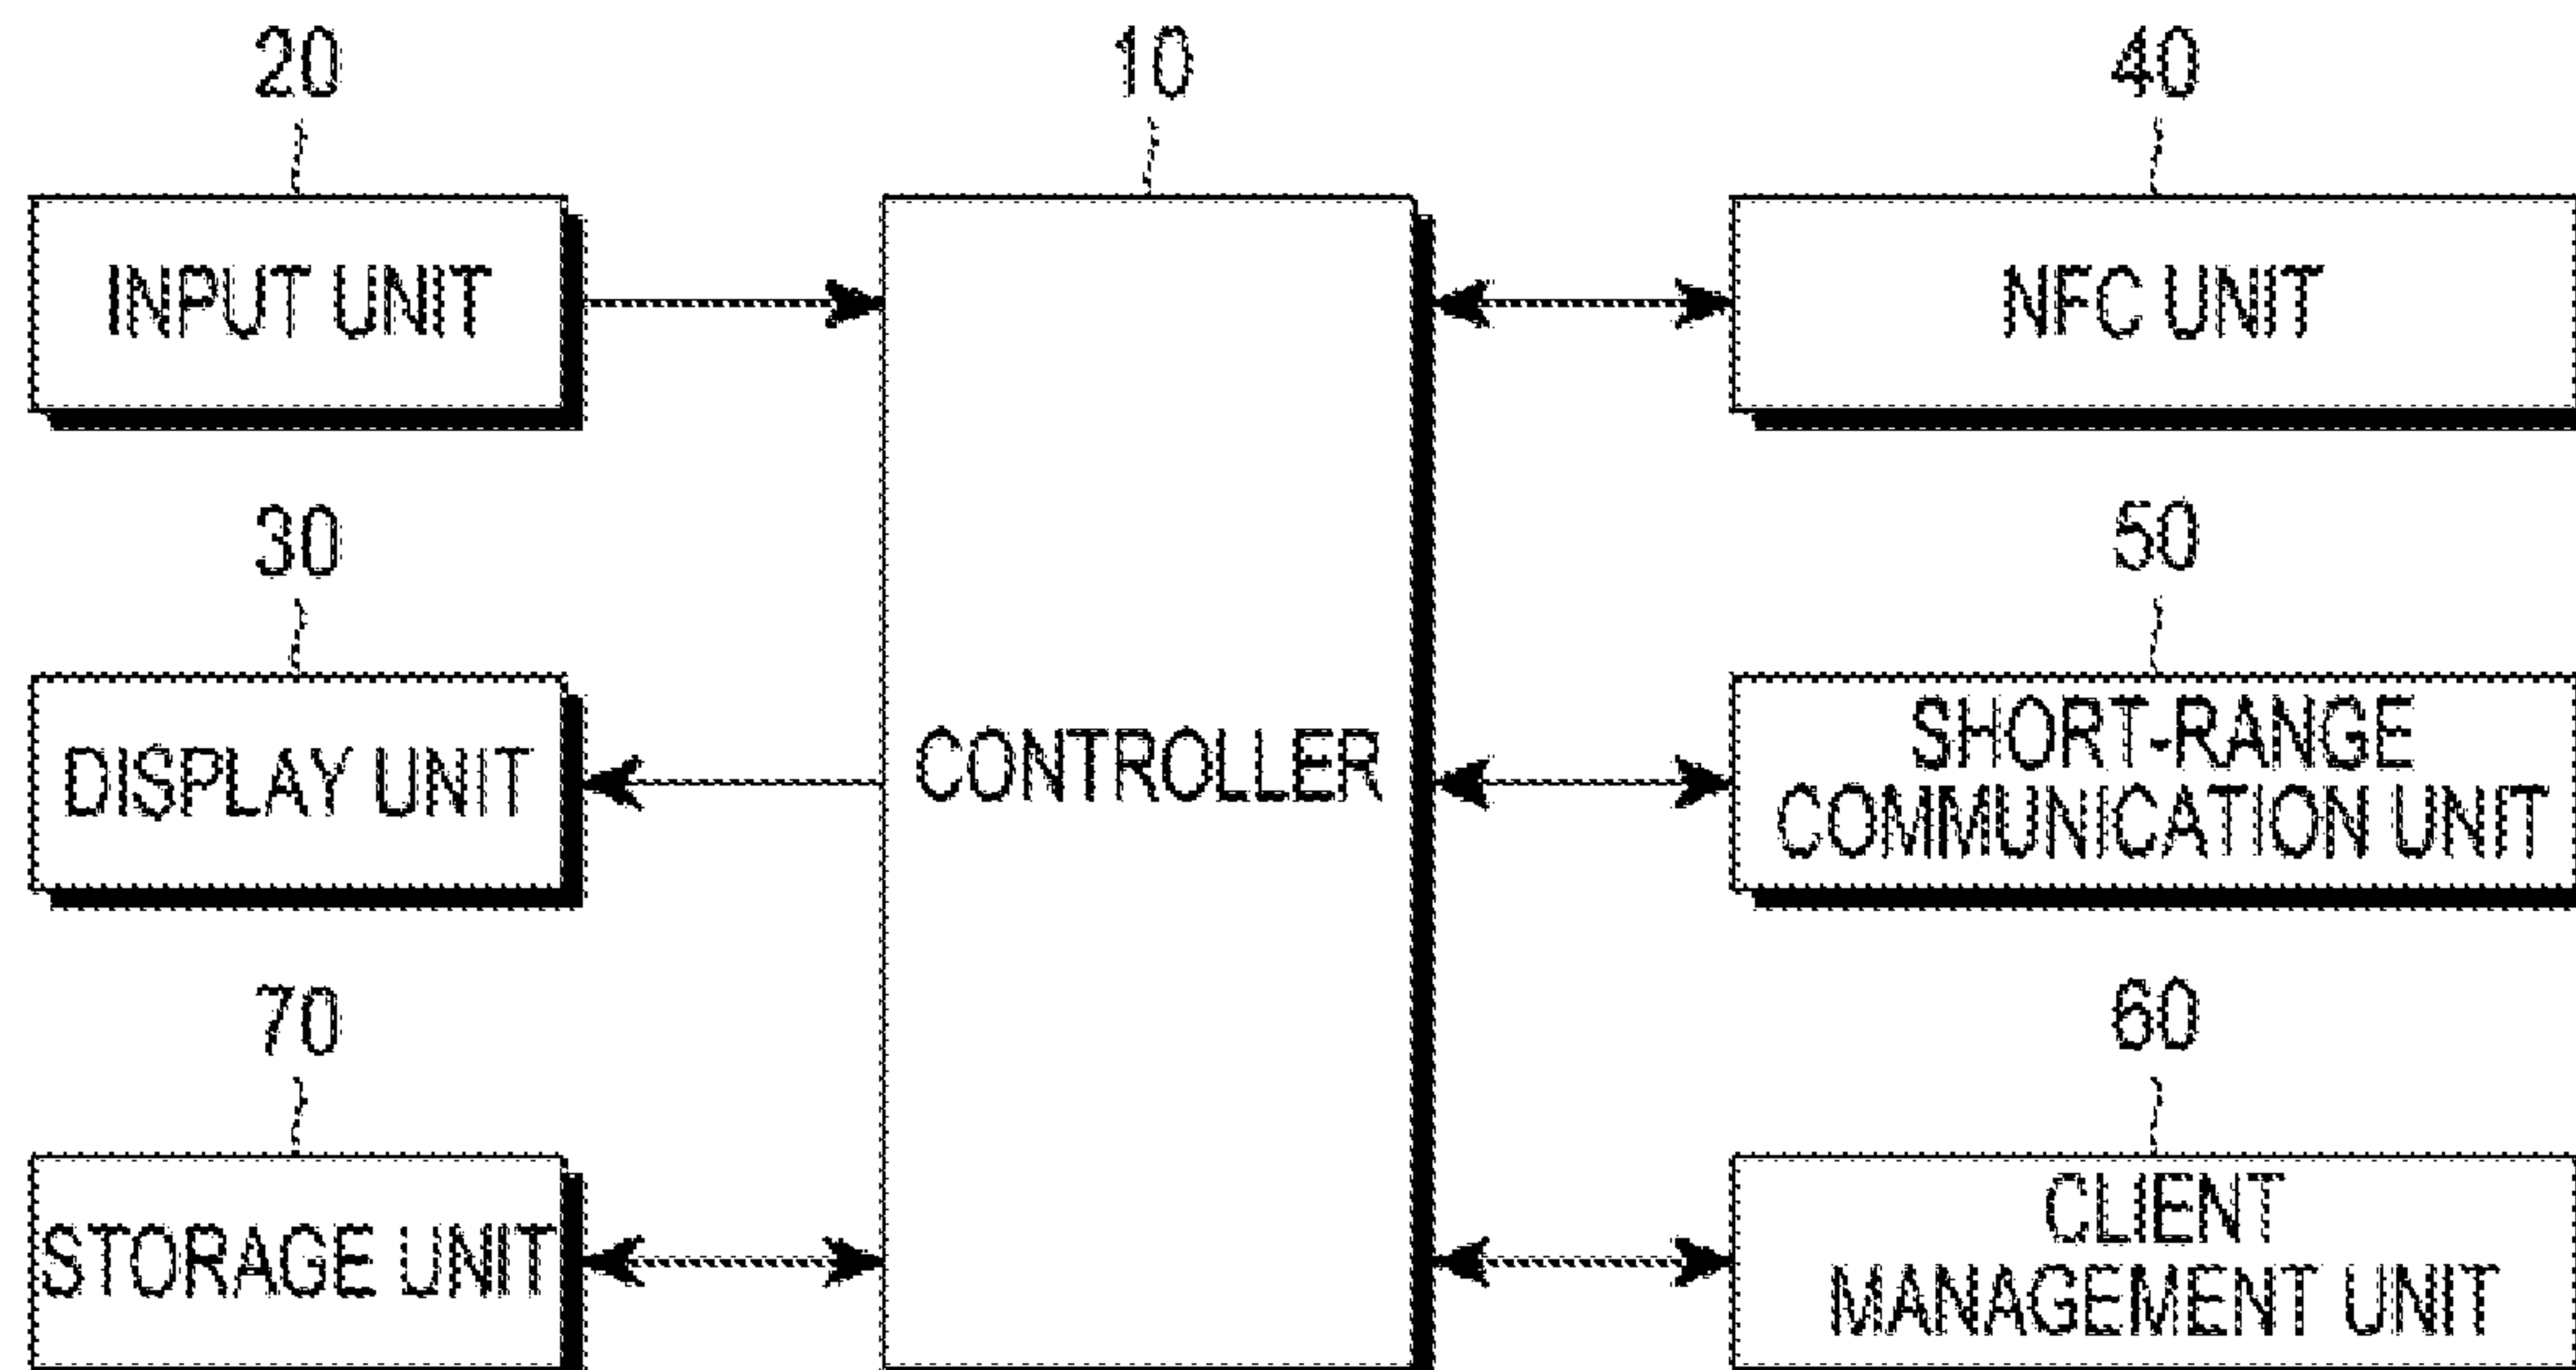 20
10
40
INPUT UNIT
NFC UNIT
30
50
DISPLAY UNIT
CONTROLLER
SHORT-RANGE
COMMUNICATION UNIT
70
60
STORAGE UNIT
CLIENT
MANAGEMENT UNIT